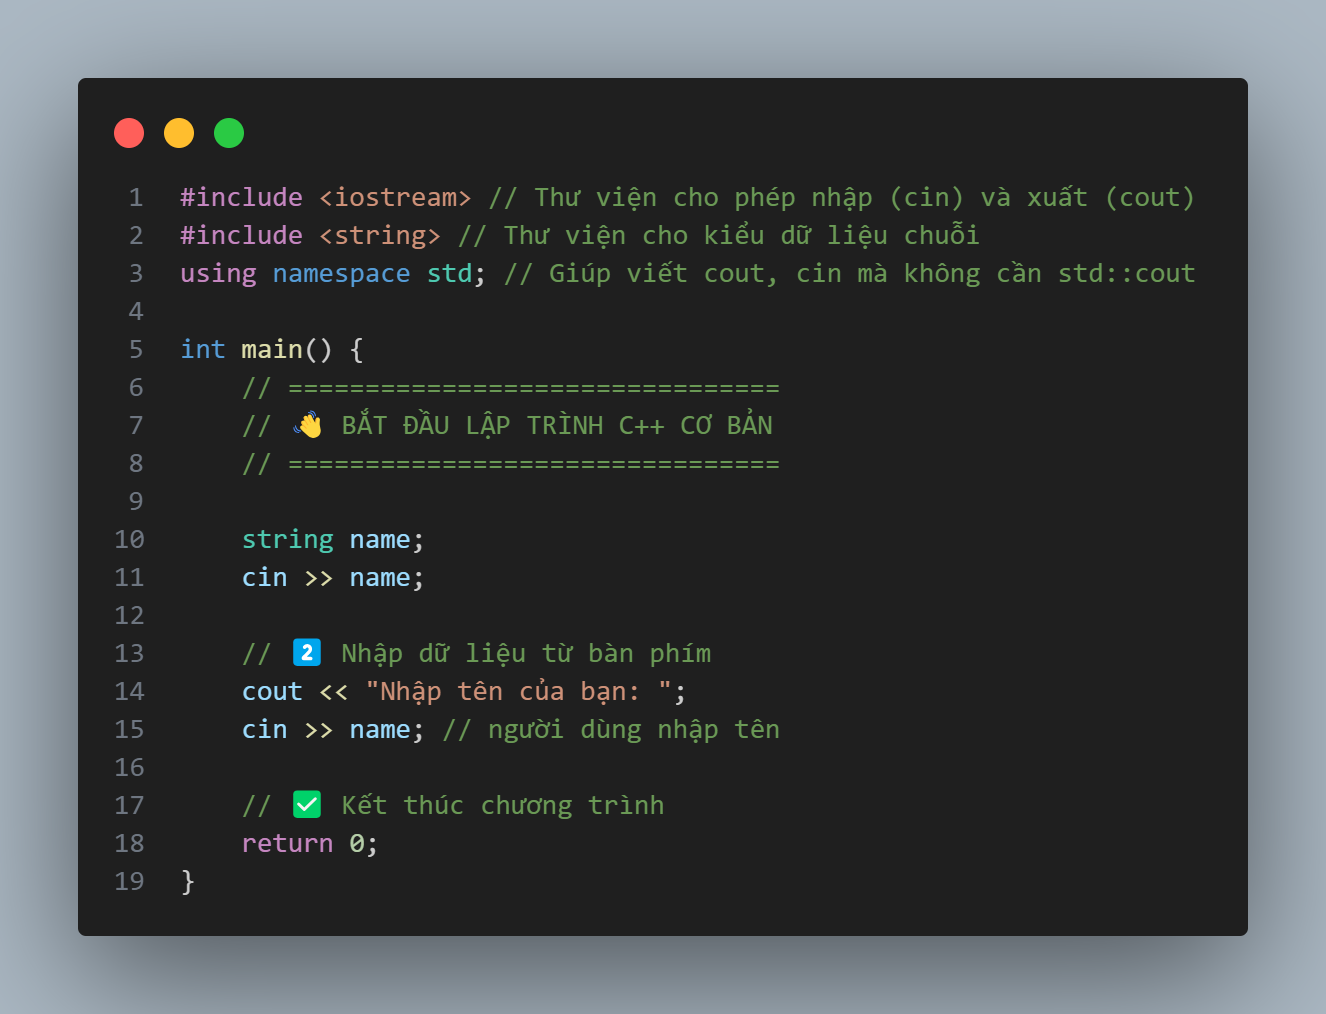 1 #include <iostream> // Thư viện cho phép nhập (cin) và xuất (cout)
2 #include <string> // Thư viện cho kiểu dữ liệu chuỗi
3 using namespace std; // Giúp viết cout, cin mà không cần std::cout
4
5 int main() {
6     // ================================
7     // 👋 BẮT ĐẦU LẬP TRÌNH C++ CƠ BẢN
8     // ================================
9
10     string name;
11     cin >> name;
12
13     // 2️⃣ Nhập dữ liệu từ bàn phím
14     cout << "Nhập tên của bạn: ";
15     cin >> name; // người dùng nhập tên
16
17     // ✅ Kết thúc chương trình
18     return 0;
19 }